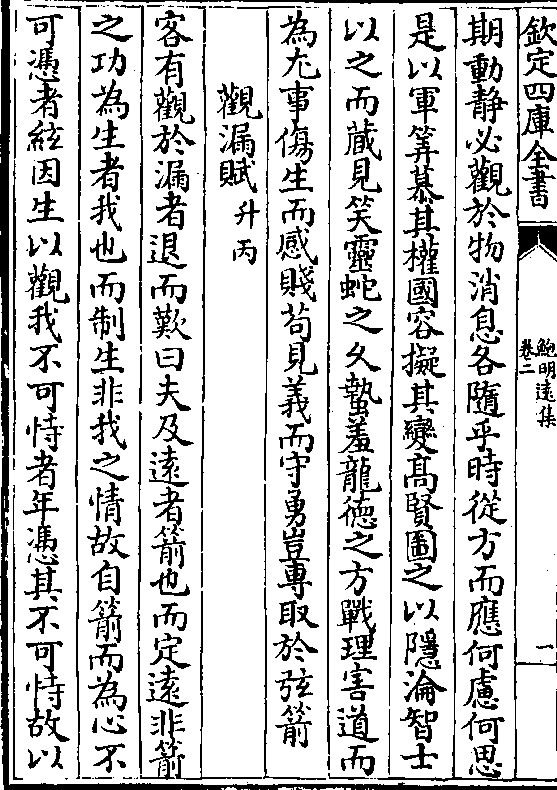 欽定四庫全書
鮑明遠集
卷二
一
期動静必觀於物消息各隨乎時從方而應何慮何思
是以軍筭慕其權國容擬其變髙賢圖之以隱淪智士
以之而藏見笑靈蛇之久蟄羞龍德之方戰理害道而
為尤事傷生而感賤苟見義而守勇豈専取於弦箭
觀漏賦 幷序
客有觀於漏者退而歎曰夫及遠者箭也而定遠非箭
之功為生者我也而制生非我之情故自箭而為心不
可憑者絃因生以觀我不可恃者年憑其不可恃故以